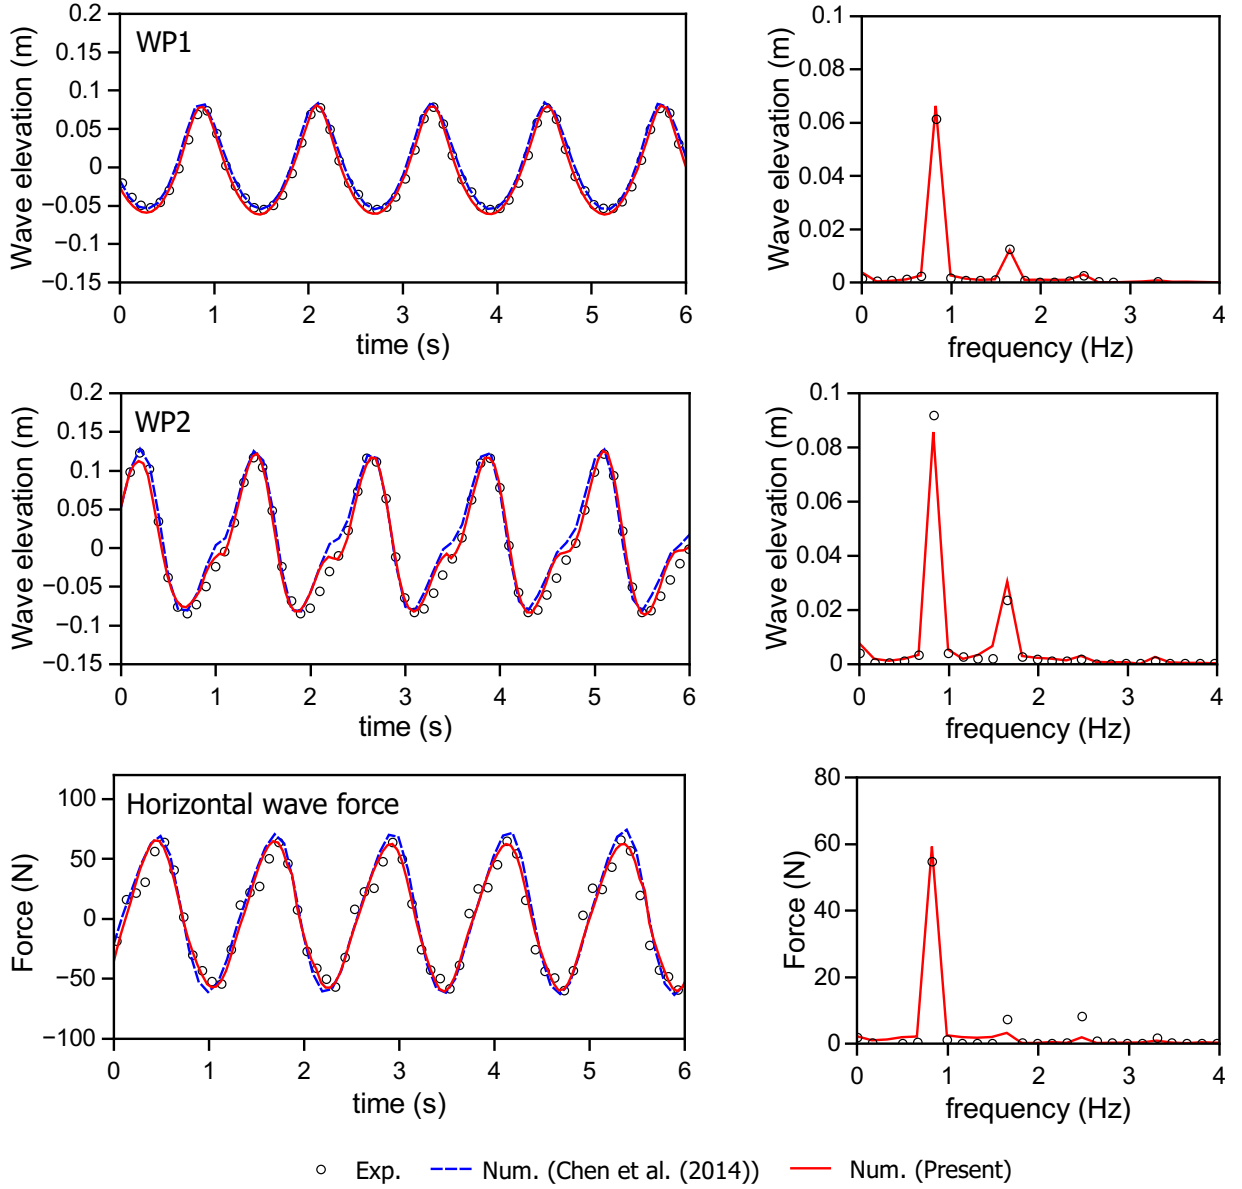 WP1
Wave elevation (m)
0.2
0.15
0.1
0.05
0
−0.05
−0.1
−0.15
0 1 2 3 4 5 6
time (s)
Wave elevation (m)
0.1
0.08
0.06
0.04
0.02
0
0 1 2 3 4
frequency (Hz)
WP2
Wave elevation (m)
0.2
0.15
0.1
0.05
0
−0.05
−0.1
−0.15
0 1 2 3 4 5 6
time (s)
Wave elevation (m)
0.1
0.08
0.06
0.04
0.02
0
0 1 2 3 4
frequency (Hz)
Horizontal wave force
Force (N)
100
50
0
−50
−100
0 1 2 3 4 5 6
time (s)
Force (N)
80
60
40
20
0
0 1 2 3 4
frequency (Hz)
Exp. Num. (Chen et al. (2014)) Num. (Present)